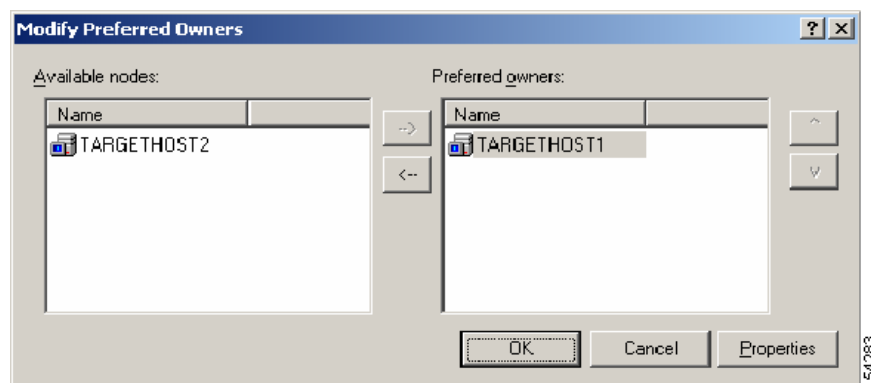 Modify Preferred Owners
Available nodes:
Preferred owners:
Name
Name
TARGETHOST2
TARGETHOST1
-->
<--
OK
Cancel
Properties
54283